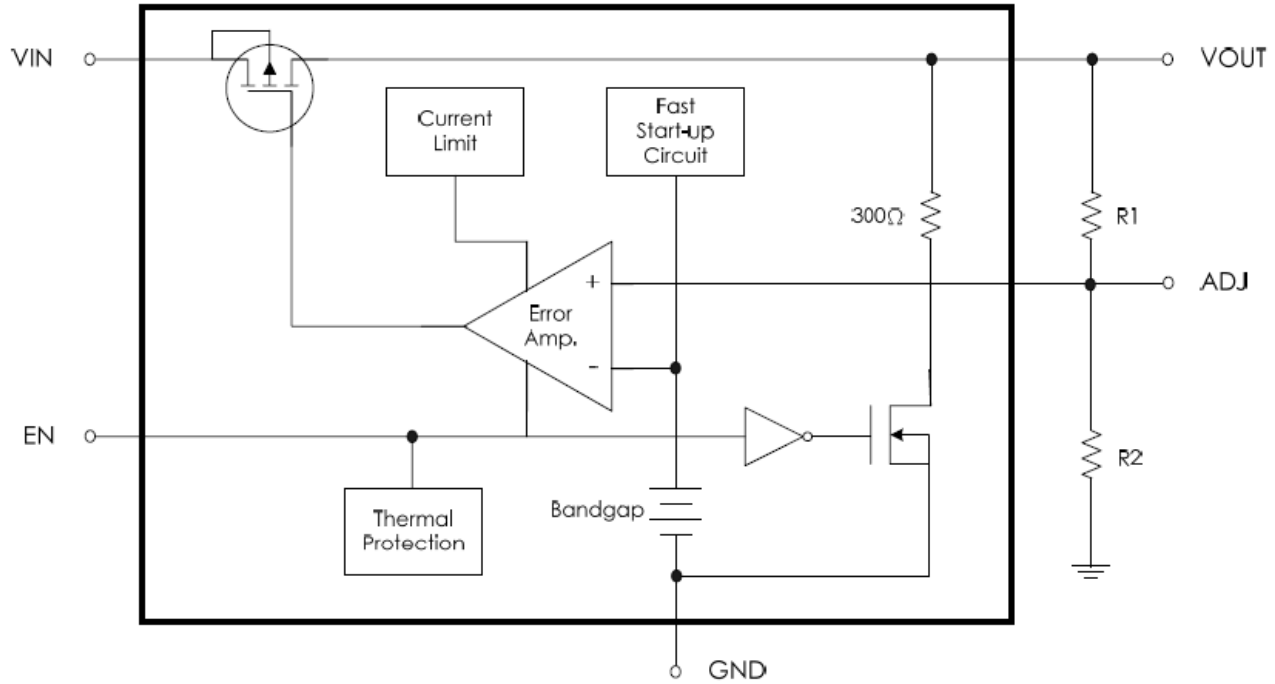 VIN
VOUT
Current
Limit
Fast
Start-up
Circuit
300Ω
R1
+
ADJ
Error
Amp.
-
EN
R2
Thermal
Protection
Bandgap
GND